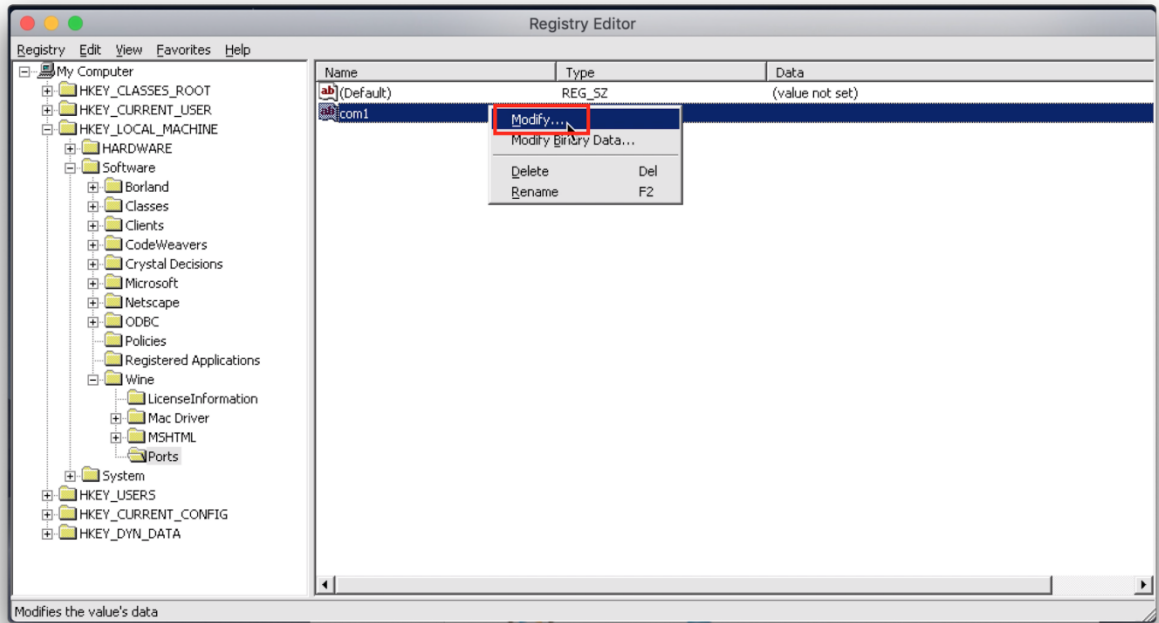 Registry Editor
Registry Edit View Favorites Help
My Computer
HKEY_CLASSES_ROOT
HKEY_CURRENT_USER
HKEY_LOCAL_MACHINE
HARDWARE
Software
Borland
Classes
Clients
CodeWeavers
Crystal Decisions
Microsoft
Netscape
ODBC
Policies
Registered Applications
Wine
LicenseInformation
Mac Driver
MSHTML
Ports
System
HKEY_USERS
HKEY_CURRENT_CONFIG
HKEY_DYN_DATA
Name Type Data
ab (Default) REG_SZ (value not set)
ab com1
Modify...
Modify Binary Data...
Delete Del
Rename F2
Modifies the value's data